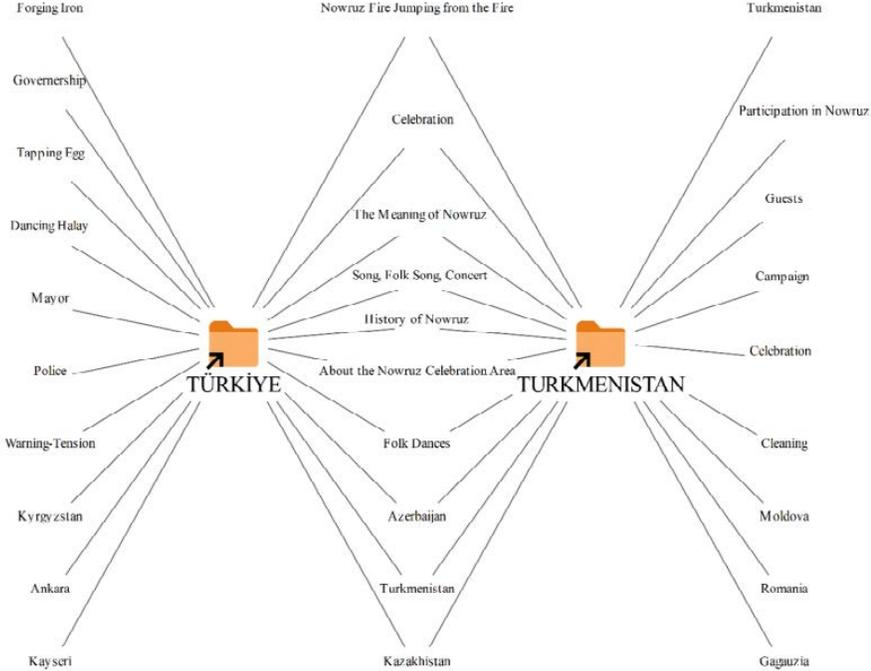 Forging Iron
Nowruz Fire Jumping from the Fire
Turkmenistan
Governership
Participation in Nowruz
Celebration
Tapping Egg
Guests
The Meaning of Nowruz
Dancing Halay
Song, Folk Song, Concert
Campaign
Mayor
History of Nowruz
Celebration
Police
About the Nowruz Celebration Area
TÜRKİYE
TURKMENISTAN
Warning-Tension
Folk Dances
Cleaning
Kyrgyzstan
Azerbaijan
Moldova
Ankara
Turkmenistan
Romania
Kayseri
Kazakhistan
Gagauzia